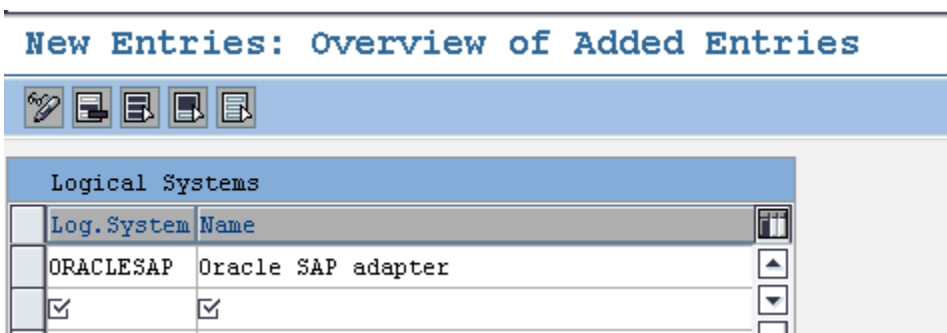 New Entries: Overview of Added Entries
Logical Systems
Log.System Name
ORACLESAP Oracle SAP adapter